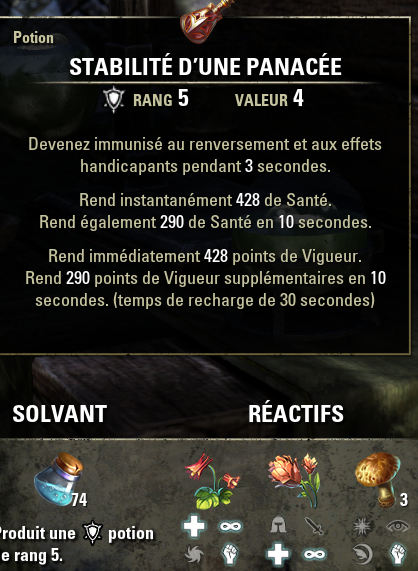 Potion
STABILITÉ D'UNE PANACÉE
RANG 5 VALEUR 4
Devenez immunisé au renversement et aux effets
handicapants pendant 3 secondes.
Rend instantanément 428 de Santé.
Rend également 290 de Santé en 10 secondes.
Rend immédiatement 428 points de Vigueur.
Rend 290 points de Vigueur supplémentaires en 10
secondes. (temps de recharge de 30 secondes)
SOLVANT RÉACTIFS
74 3
Produit une potion
de rang 5.